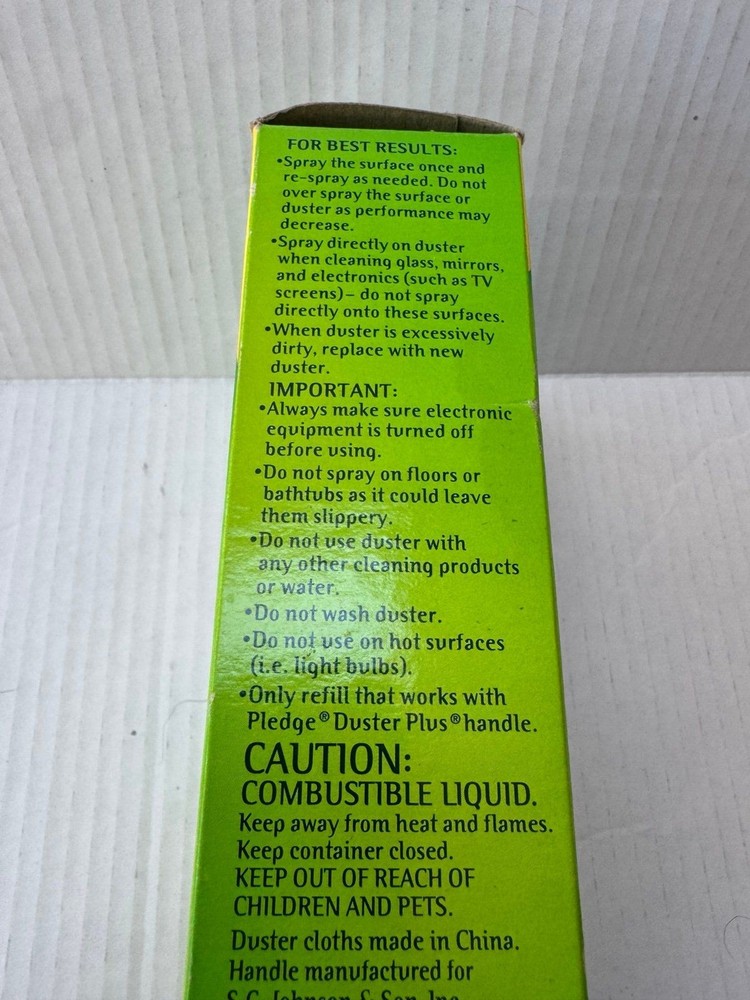 FOR BEST RESULTS:
•Spray the surface once and
re-spray as needed. Do not
over spray the surface or
duster as performance may
decrease.
•Spray directly on duster
when cleaning glass, mirrors,
and electronics (such as TV
screens)– do not spray
directly onto these surfaces.
•When duster is excessively
dirty, replace with new
duster.
IMPORTANT:
•Always make sure electronic
equipment is turned off
before using.
•Do not spray on floors or
bathtubs as it could leave
them slippery.
•Do not use duster with
any other cleaning products
or water.
•Do not wash duster.
•Do not use on hot surfaces
(i.e. light bulbs).
•Only refill that works with
Pledge® Duster Plus® handle.
CAUTION:
COMBUSTIBLE LIQUID.
Keep away from heat and flames.
Keep container closed.
KEEP OUT OF REACH OF
CHILDREN AND PETS.
Duster cloths made in China.
Handle manufactured for
S.C. Johnson & Son, Inc.